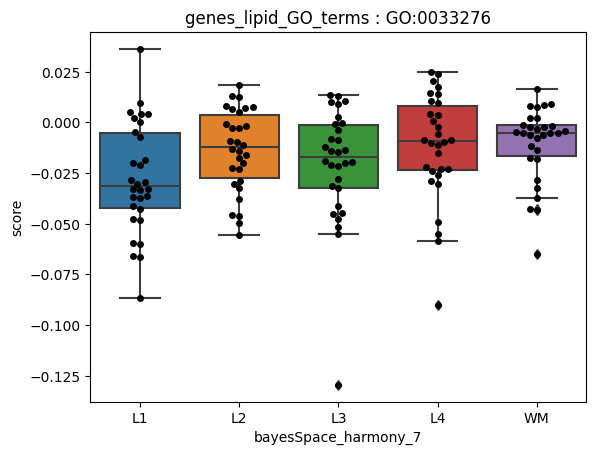 genes_lipid_GO_terms : GO:0033276
score
0.025
0.000
−0.025
−0.050
−0.075
−0.100
−0.125
L1 L2 L3 L4 WM
bayesSpace_harmony_7